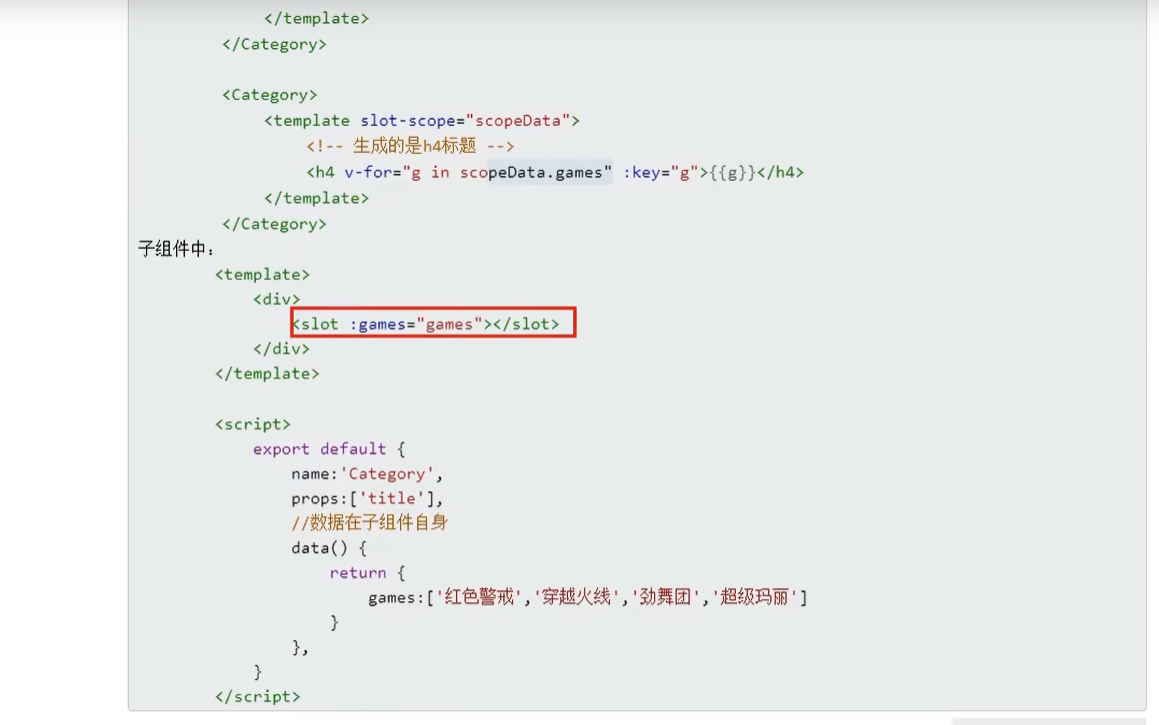 </template>
</Category>
<Category>
<template slot-scope="scopeData">
<!-- 生成的是h4标题 -->
<h4 v-for="g in scopeData.games" :key="g">{{g}}</h4>
</template>
</Category>
子组件中：
<template>
<div>
<slot :games="games"></slot>
</div>
</template>
<script>
export default {
name:'Category',
props:['title'],
//数据在子组件自身
data() {
return {
games:['红色警戒','穿越火线','劲舞团','超级玛丽']
}
},
}
</script>